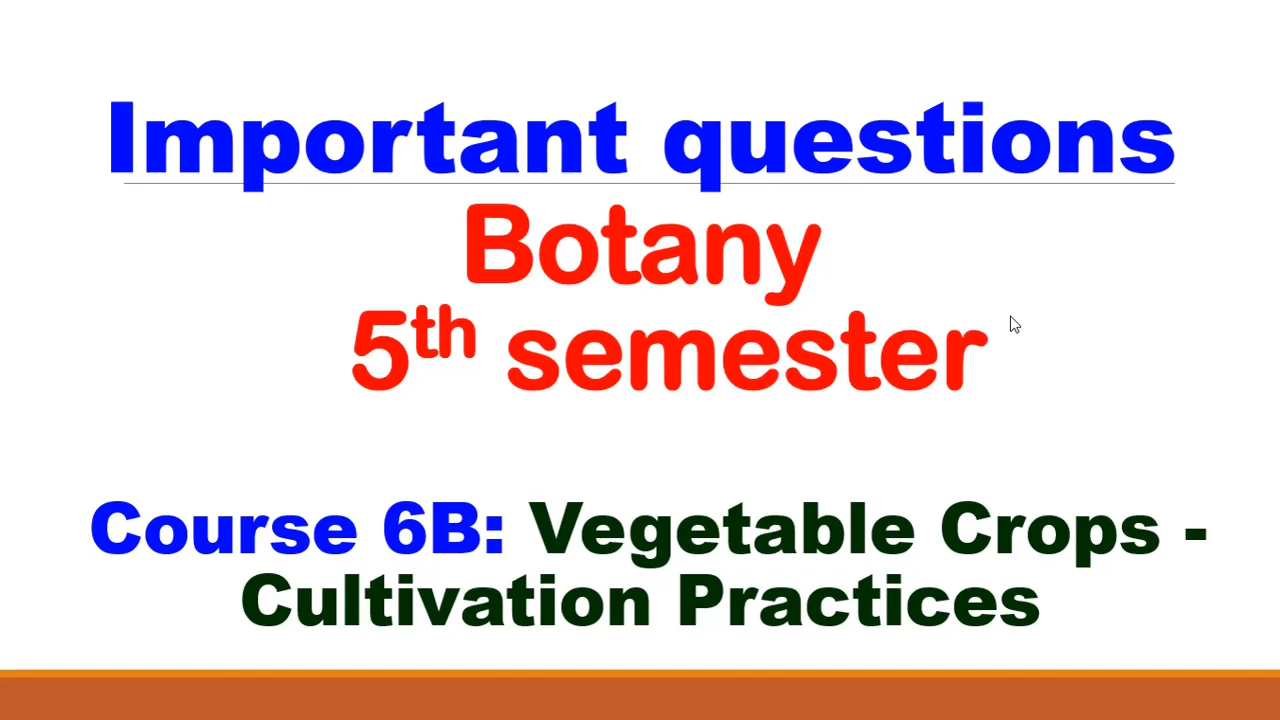 Important questions
Botany
5th semester
Course 6B: Vegetable Crops -
Cultivation Practices